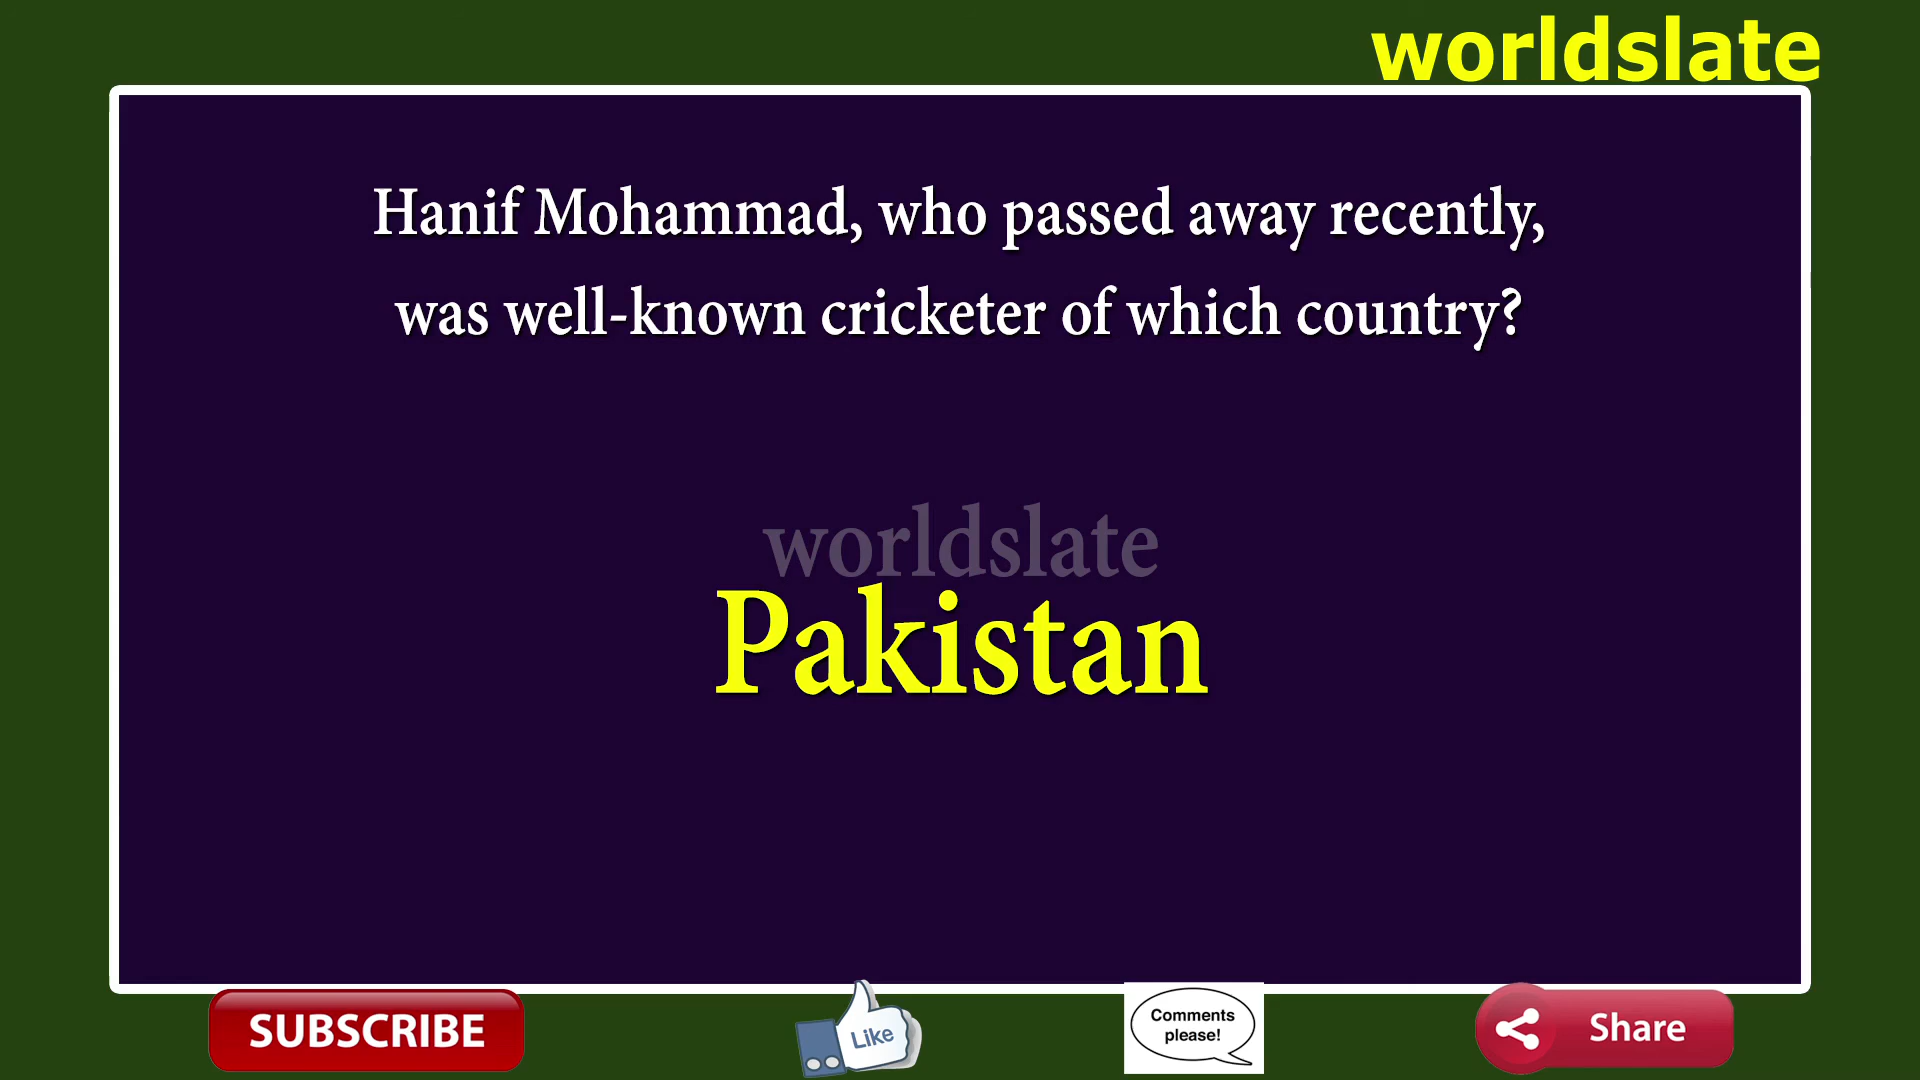 worldslate
Hanif Mohammad, who passed away recently,
was well-known cricketer of which country?
worldslate
Pakistan
SUBSCRIBE
Like
Comments
please!
Share